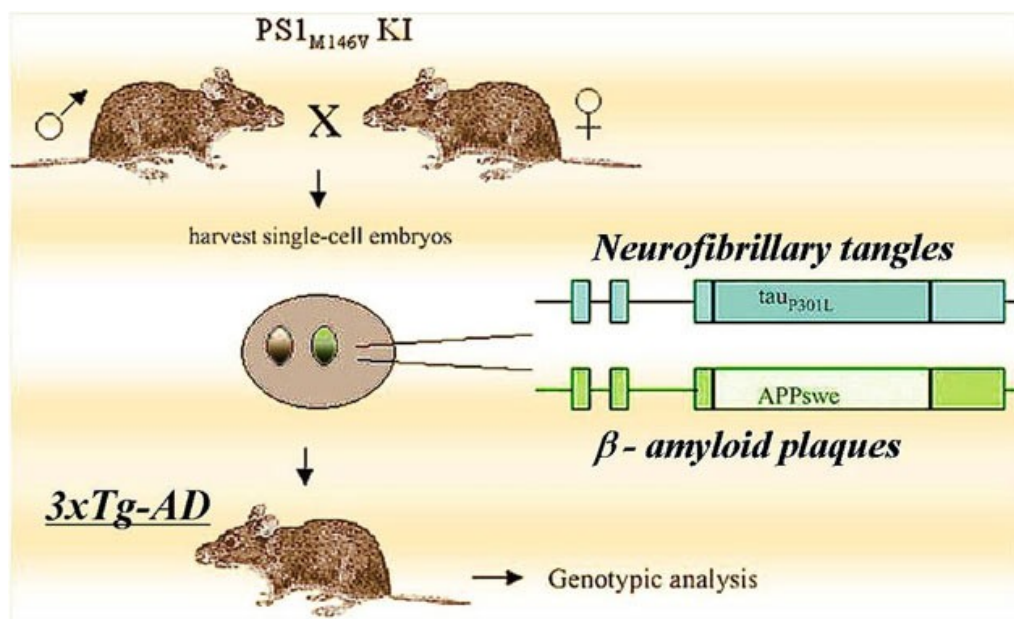 PS1M146V KI
X
harvest single-cell embryos
Neurofibrillary tangles
tauP301L
APPswe
β- amyloid plaques
3xTg-AD
Genotypic analysis